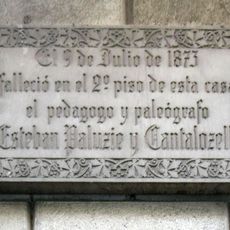 El 9 de Julio de 1873
falleció en el 2º piso de esta casa
el pedagogo y paleógrafo
Esteban Paluzie y Cantalozell